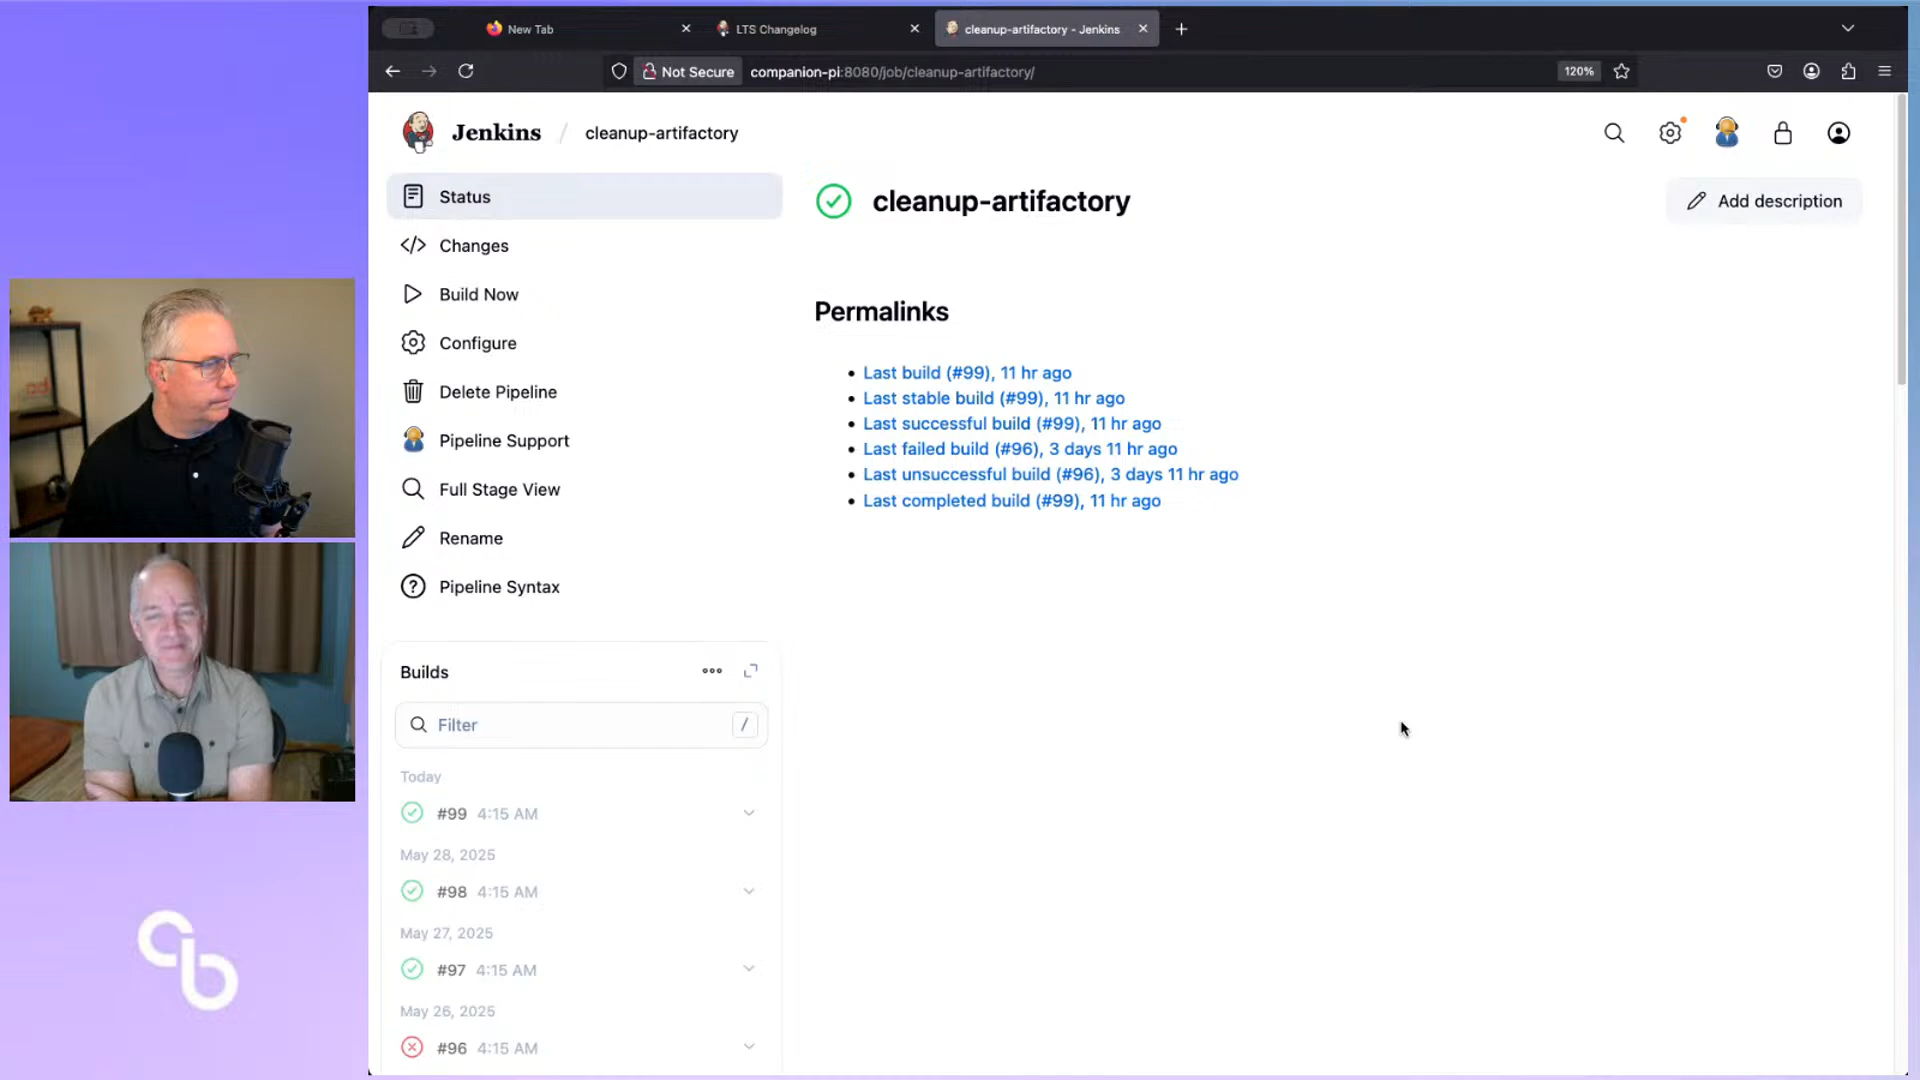 New Tab
LTS Changelog
cleanup-artifactory - Jenkins
Not Secure
companion-pi:8080/job/cleanup-artifactory/
120%
Jenkins / cleanup-artifactory
Status
Changes
Build Now
Configure
Delete Pipeline
Pipeline Support
Full Stage View
Rename
Pipeline Syntax
cleanup-artifactory
Add description
Permalinks
Last build (#99), 11 hr ago
Last stable build (#99), 11 hr ago
Last successful build (#99), 11 hr ago
Last failed build (#96), 3 days 11 hr ago
Last unsuccessful build (#96), 3 days 11 hr ago
Last completed build (#99), 11 hr ago
Builds
Filter /
Today
#99 4:15 AM
May 28, 2025
#98 4:15 AM
May 27, 2025
#97 4:15 AM
May 26, 2025
#96 4:15 AM